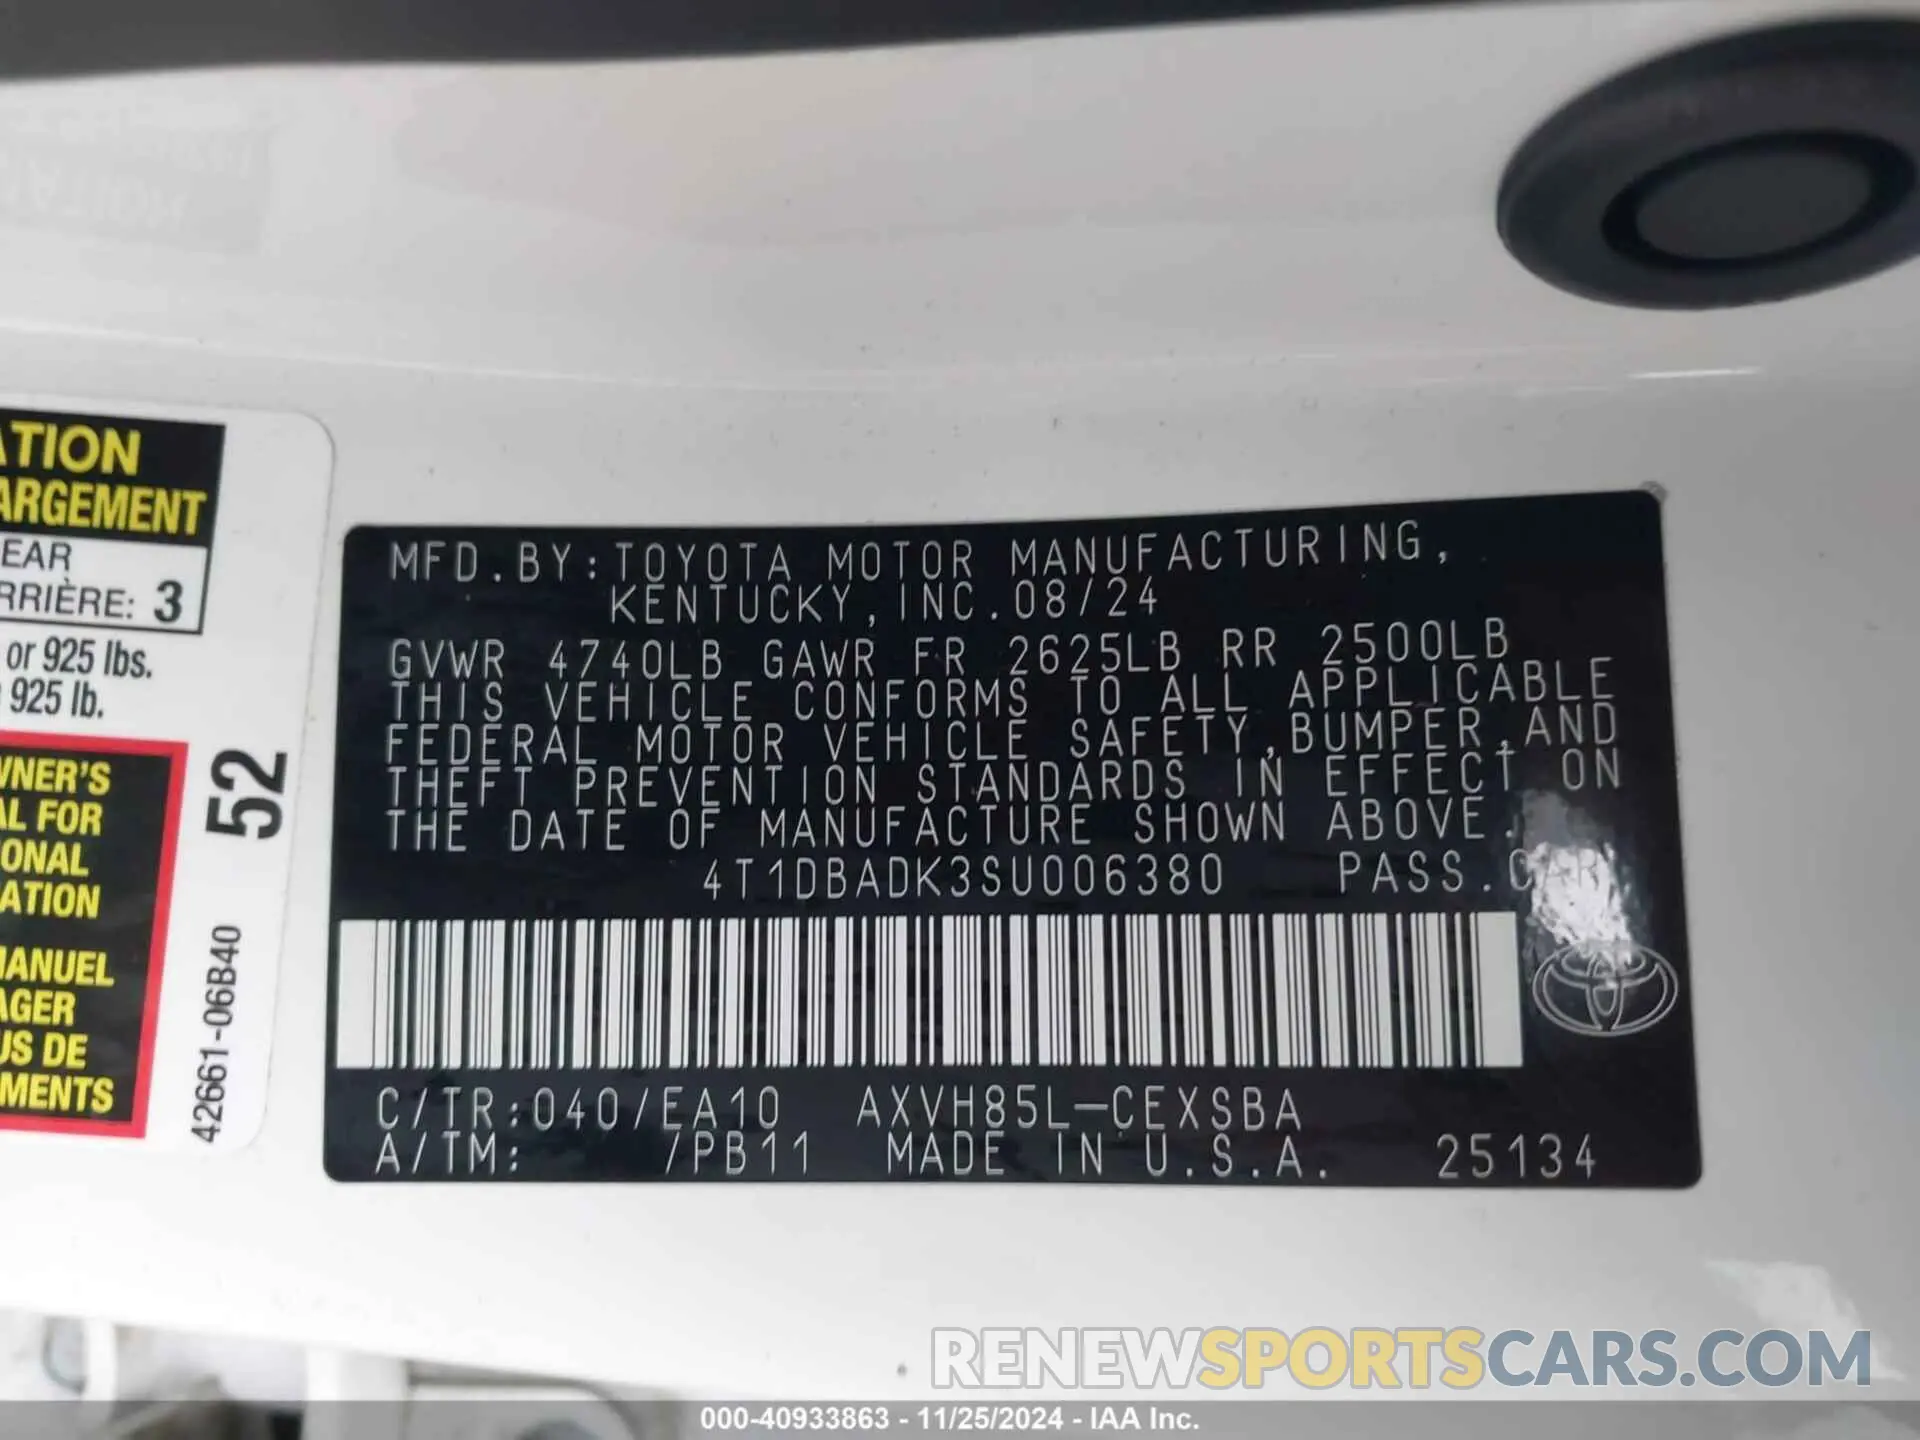 ATION
ARGEMENT
EAR
RRIÈRE: 3
or 925 lbs.
925 lb.
WNER'S
AL FOR
IONAL
ATION
MANUEL
AGER
US DE
MENTS
52
42661-06B40
MFD.BY:TOYOTA MOTOR MANUFACTURING,
KENTUCKY,INC.08/24
GVWR 4740LB GAWR FR 2625LB RR 2500LB
THIS VEHICLE CONFORMS TO ALL APPLICABLE
FEDERAL MOTOR VEHICLE SAFETY,BUMPER,AND
THEFT PREVENTION STANDARDS IN EFFECT ON
THE DATE OF MANUFACTURE SHOWN ABOVE.
4T1DBADK3SU006380 PASS.CAR
C/TR:040/EA10 AXVH85L-CEXSBA
A/TM: /PB11 MADE IN U.S.A. 25134
RENEWSPORTSCARS.COM
000-40933863 - 11/25/2024 - IAA Inc.